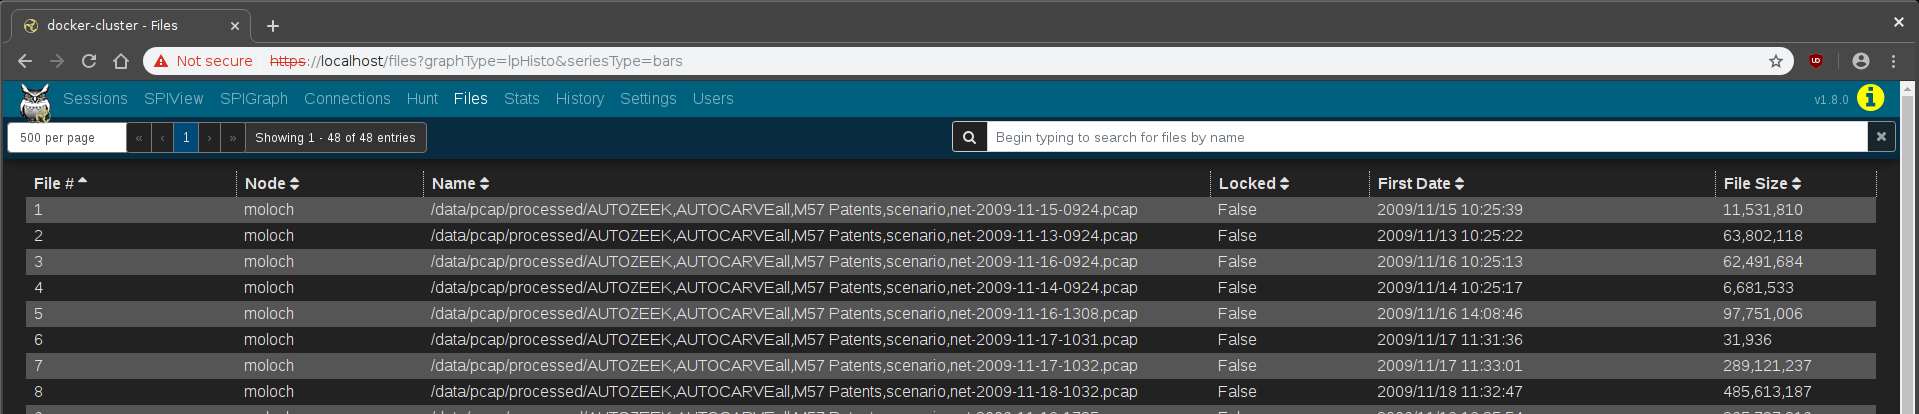 docker-cluster - Files
Not secure https://localhost/files?graphType=lpHisto&seriesType=bars
Sessions SPIView SPIGraph Connections Hunt Files Stats History Settings Users v1.8.0
500 per page « ‹ 1 › » Showing 1 - 48 of 48 entries Begin typing to search for files by name
File # Node Name Locked First Date File Size
1 moloch /data/pcap/processed/AUTOZEEK,AUTOCARVEall,M57 Patents,scenario,net-2009-11-15-0924.pcap False 2009/11/15 10:25:39 11,531,810
2 moloch /data/pcap/processed/AUTOZEEK,AUTOCARVEall,M57 Patents,scenario,net-2009-11-13-0924.pcap False 2009/11/13 10:25:22 63,802,118
3 moloch /data/pcap/processed/AUTOZEEK,AUTOCARVEall,M57 Patents,scenario,net-2009-11-16-0924.pcap False 2009/11/16 10:25:13 62,491,684
4 moloch /data/pcap/processed/AUTOZEEK,AUTOCARVEall,M57 Patents,scenario,net-2009-11-14-0924.pcap False 2009/11/14 10:25:17 6,681,533
5 moloch /data/pcap/processed/AUTOZEEK,AUTOCARVEall,M57 Patents,scenario,net-2009-11-16-1308.pcap False 2009/11/16 14:08:46 97,751,006
6 moloch /data/pcap/processed/AUTOZEEK,AUTOCARVEall,M57 Patents,scenario,net-2009-11-17-1031.pcap False 2009/11/17 11:31:36 31,936
7 moloch /data/pcap/processed/AUTOZEEK,AUTOCARVEall,M57 Patents,scenario,net-2009-11-17-1032.pcap False 2009/11/17 11:33:01 289,121,237
8 moloch /data/pcap/processed/AUTOZEEK,AUTOCARVEall,M57 Patents,scenario,net-2009-11-18-1032.pcap False 2009/11/18 11:32:47 485,613,187